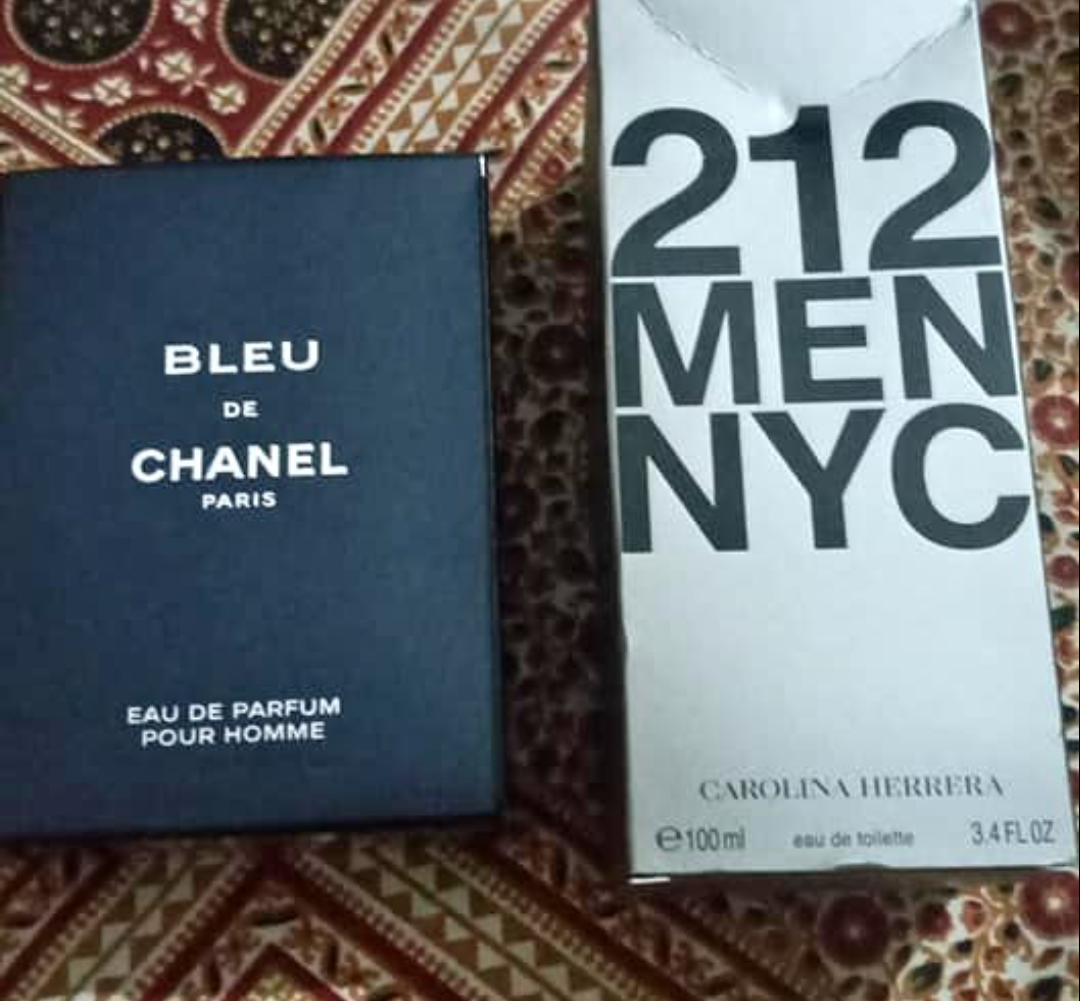 BLEU
DE
CHANEL
PARIS
EAU DE PARFUM
POUR HOMME
212
MEN
NYC
CAROLINA HERRERA
℮100ml eau de toilette 3.4 FL OZ